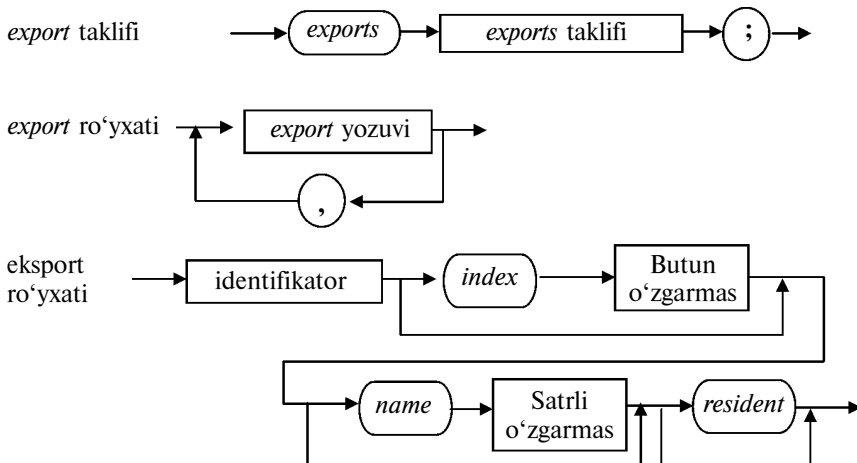 export taklifi exports exports taklifi ;
export ro‘yxati export yozuvi
,
eksport ro‘yxati identifikator index Butun o‘zgarmas
name Satrli o‘zgarmas resident